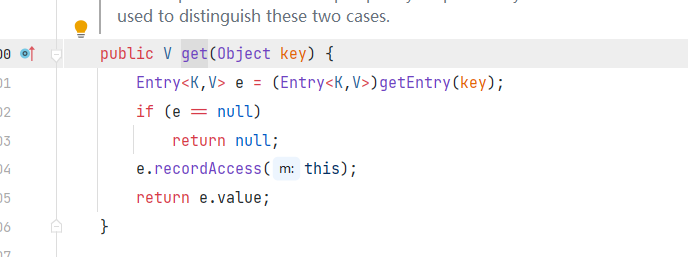 used to distinguish these two cases.
00 public V get(Object key) {
01 Entry<K,V> e = (Entry<K,V>)getEntry(key);
02 if (e == null)
03 return null;
04 e.recordAccess( m: this);
05 return e.value;
06 }
07